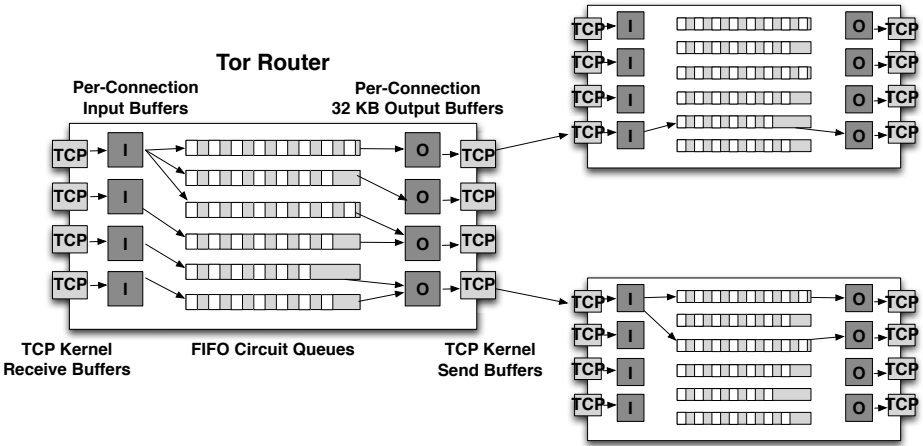 Tor Router
Per-Connection
Input Buffers
Per-Connection
32 KB Output Buffers
TCP I O TCP
TCP I O TCP
TCP I O TCP
TCP I O TCP
TCP Kernel
Receive Buffers
FIFO Circuit Queues
TCP Kernel
Send Buffers
TCP I O TCP
TCP I O TCP
TCP I O TCP
TCP I O TCP
TCP I O TCP
TCP I O TCP
TCP I O TCP
TCP I O TCP